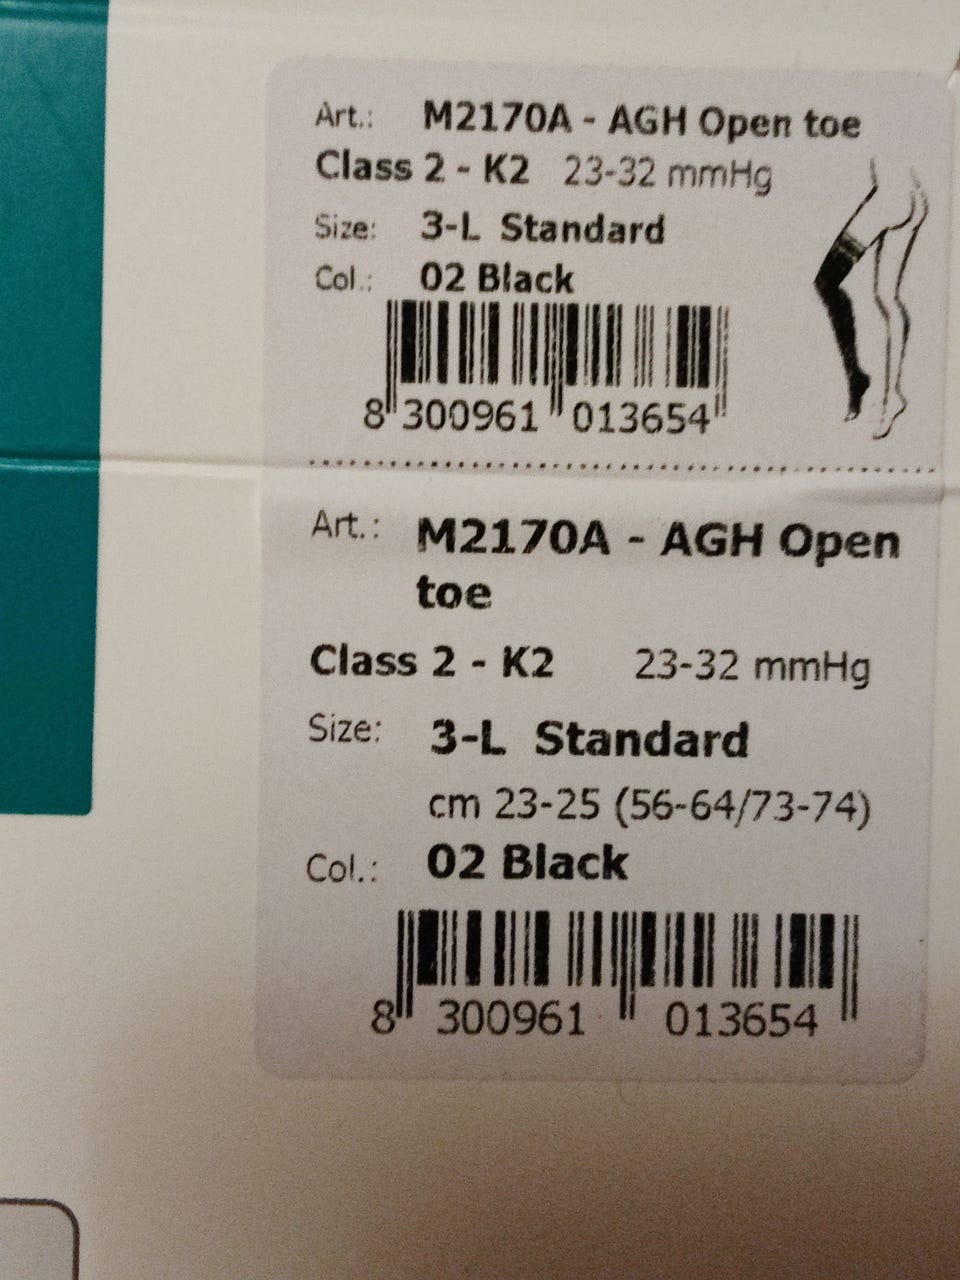 Art.: M2170A - AGH Open toe
Class 2 - K2 23-32 mmHg
Size: 3-L Standard
Col.: 02 Black
8 300961 013654
Art.: M2170A - AGH Open
toe
Class 2 - K2 23-32 mmHg
Size: 3-L Standard
cm 23-25 (56-64/73-74)
Col.: 02 Black
8 300961 013654